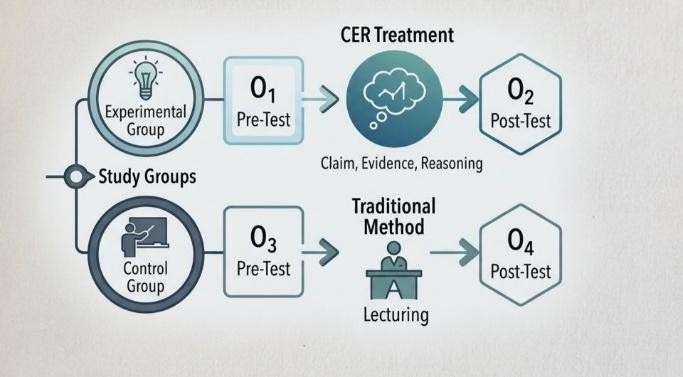 CER Treatment
Experimental
Group
O1
Pre-Test
O2
Post-Test
Claim, Evidence, Reasoning
Study Groups
Traditional
Method
Control
Group
O3
Pre-Test
O4
Post-Test
Lecturing